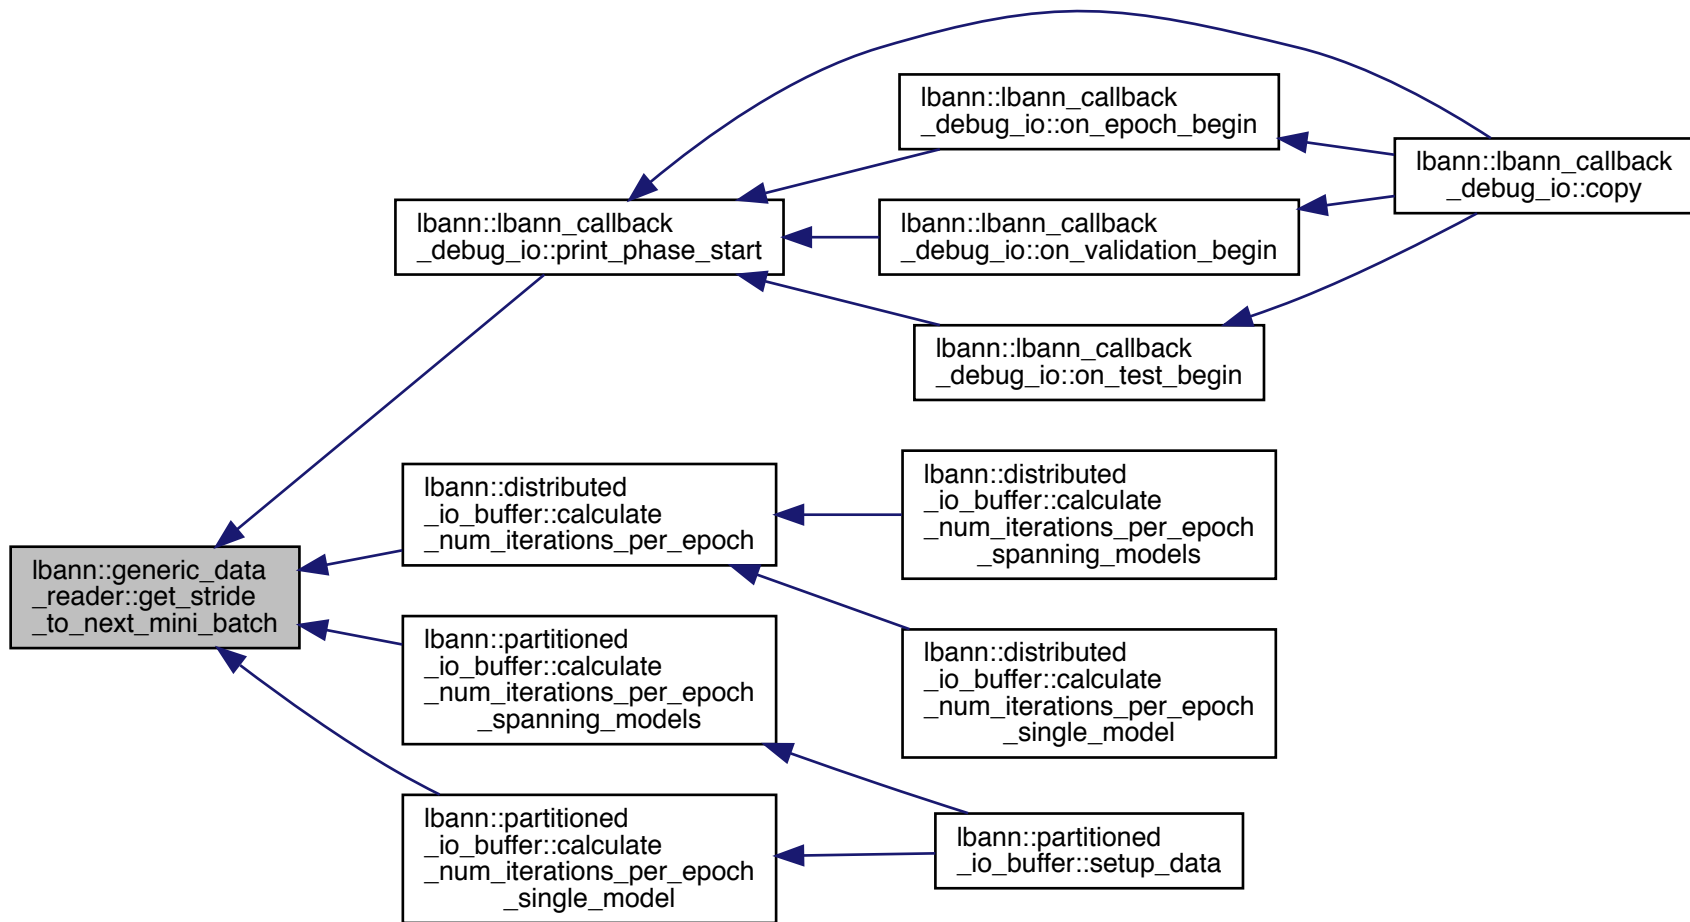 lbann::generic_data
_reader::get_stride
_to_next_mini_batch
lbann::lbann_callback
_debug_io::print_phase_start
lbann::lbann_callback
_debug_io::on_epoch_begin
lbann::lbann_callback
_debug_io::copy
lbann::lbann_callback
_debug_io::on_validation_begin
lbann::lbann_callback
_debug_io::on_test_begin
lbann::distributed
_io_buffer::calculate
_num_iterations_per_epoch
lbann::distributed
_io_buffer::calculate
_num_iterations_per_epoch
_spanning_models
lbann::distributed
_io_buffer::calculate
_num_iterations_per_epoch
_single_model
lbann::partitioned
_io_buffer::calculate
_num_iterations_per_epoch
_spanning_models
lbann::partitioned
_io_buffer::setup_data
lbann::partitioned
_io_buffer::calculate
_num_iterations_per_epoch
_single_model